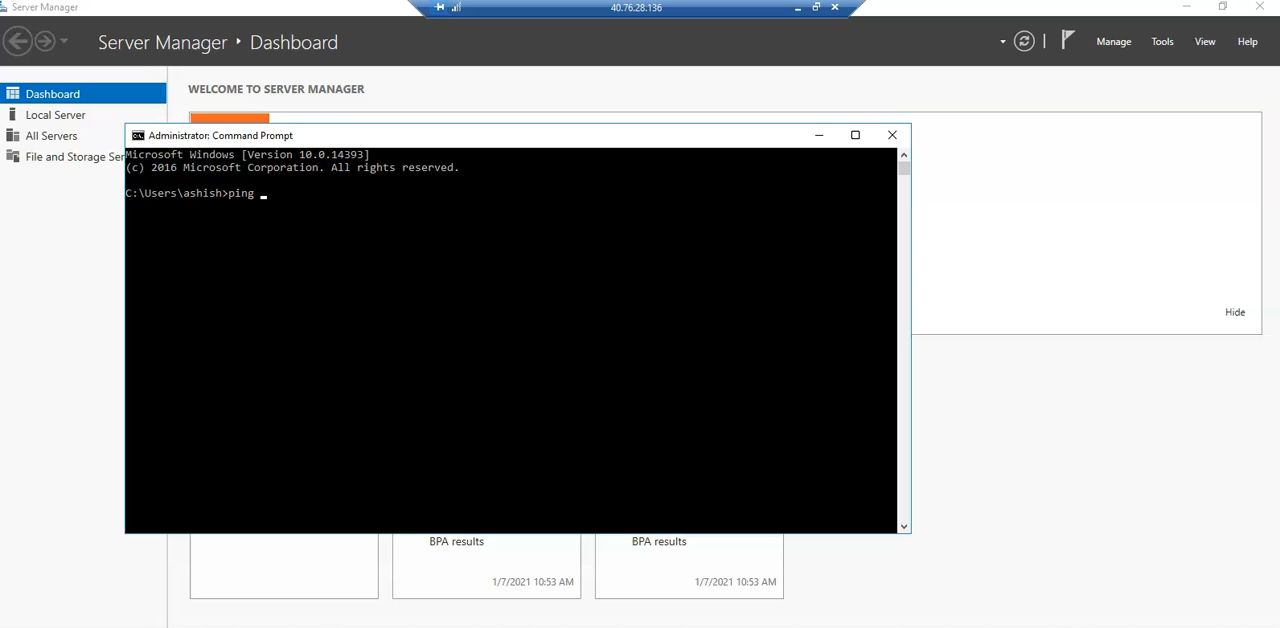 Server Manager
40.76.28.136
Server Manager ‣ Dashboard
Manage
Tools
View
Help
Dashboard
Local Server
All Servers
File and Storage Ser
WELCOME TO SERVER MANAGER
Administrator: Command Prompt
Microsoft Windows [Version 10.0.14393]
(c) 2016 Microsoft Corporation. All rights reserved.
C:\Users\ashish>ping _
Hide
BPA results
BPA results
1/7/2021 10:53 AM
1/7/2021 10:53 AM